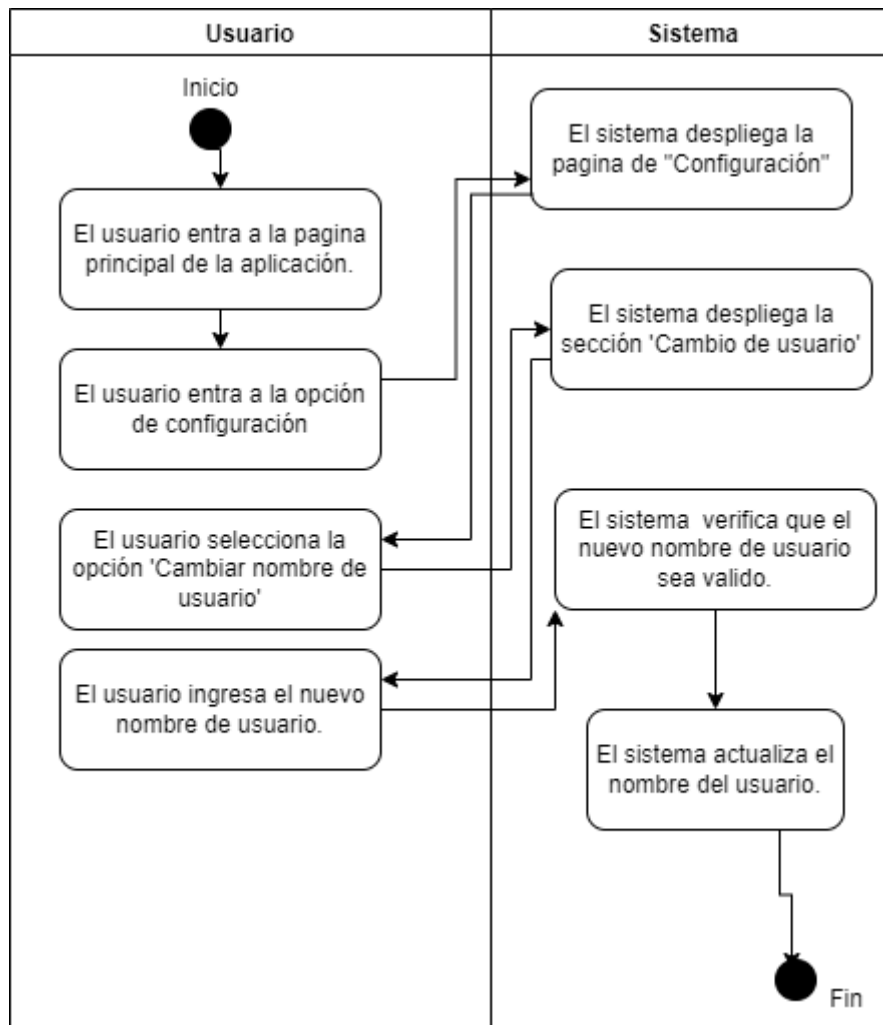 Usuario
Sistema
Inicio
El sistema despliega la
pagina de "Configuración"
El usuario entra a la pagina
principal de la aplicación.
El sistema despliega la
sección 'Cambio de usuario'
El usuario entra a la opción
de configuración
El usuario selecciona la
opción 'Cambiar nombre de
usuario'
El sistema  verifica que el
nuevo nombre de usuario
sea valido.
El usuario ingresa el nuevo
nombre de usuario.
El sistema actualiza el
nombre del usuario.
Fin